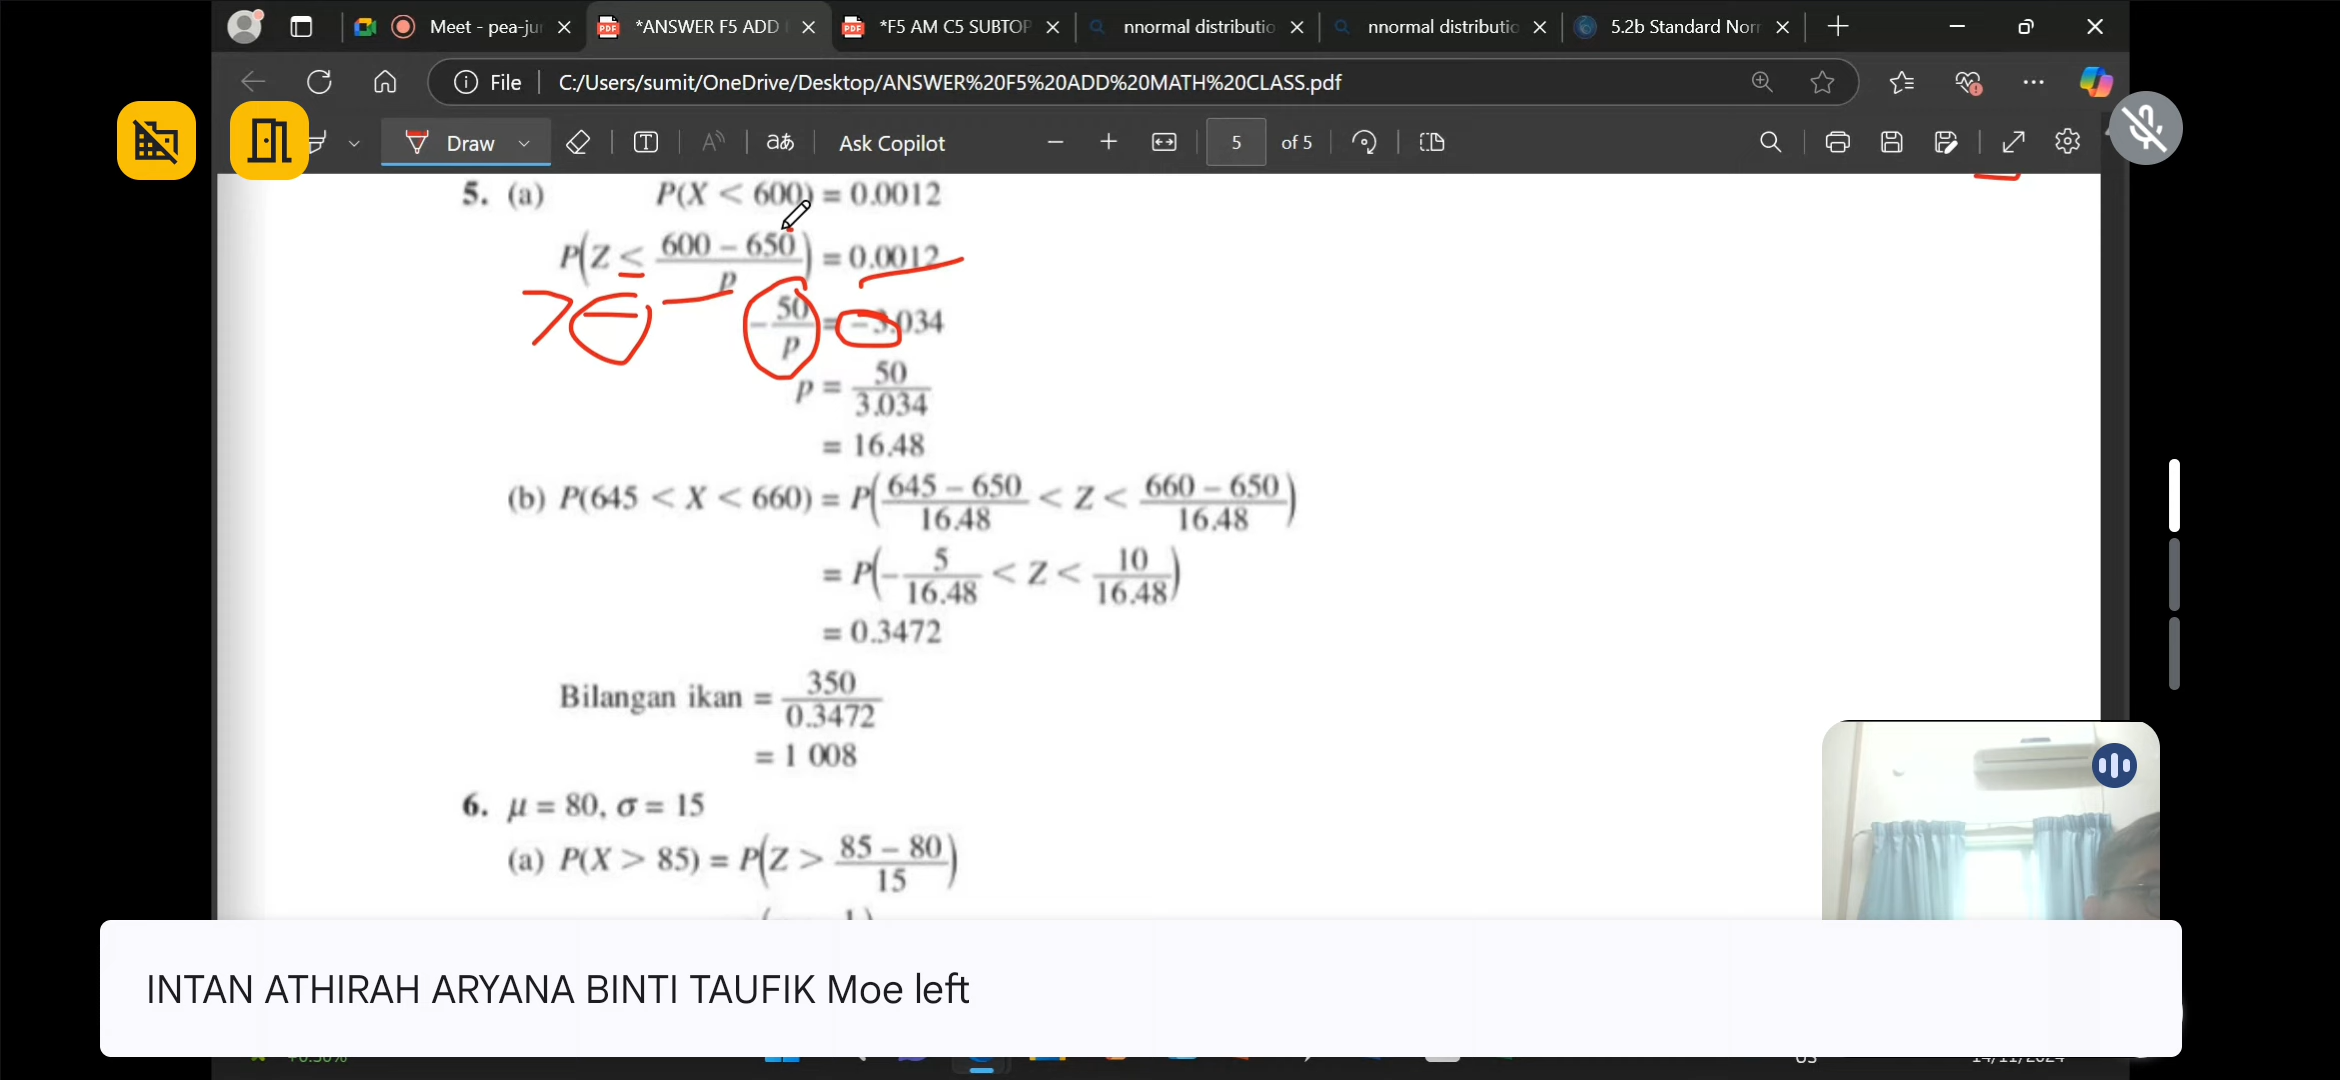 Meet - pea-ju
*ANSWER F5 ADD
*F5 AM C5 SUBTOP
nnormal distributio
nnormal distributio
5.2b Standard Nor
File C:/Users/sumit/OneDrive/Desktop/ANSWER%20F5%20ADD%20MATH%20CLASS.pdf
Draw
aあ
Ask Copilot
5 of 5
5. (a) P(X < 600) = 0.0012
P(Z < (600 – 650)/p) = 0.0012
–50/p = –3.034
p = 50/3.034
= 16.48
(b) P(645 < X < 660) = P((645 – 650)/16.48 < Z < (660 – 650)/16.48)
= P(–5/16.48 < Z < 10/16.48)
= 0.3472
Bilangan ikan = 350/0.3472
= 1 008
6. μ = 80, σ = 15
(a) P(X > 85) = P(Z > (85 – 80)/15)
INTAN ATHIRAH ARYANA BINTI TAUFIK Moe left